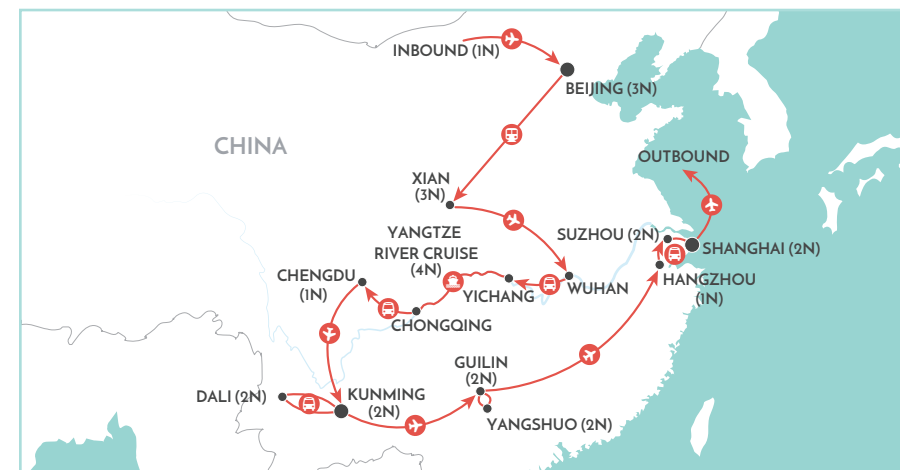 INBOUND (1N)
BEIJING (3N)
CHINA
OUTBOUND
XIAN
(3N)
YANGTZE
RIVER CRUISE
(4N)
SUZHOU (2N)
SHANGHAI (2N)
CHENGDU
(1N)
YICHANG
WUHAN
HANGZHOU
(1N)
CHONGQING
GUILIN
(2N)
DALI (2N)
KUNMING
(2N)
YANGSHUO (2N)